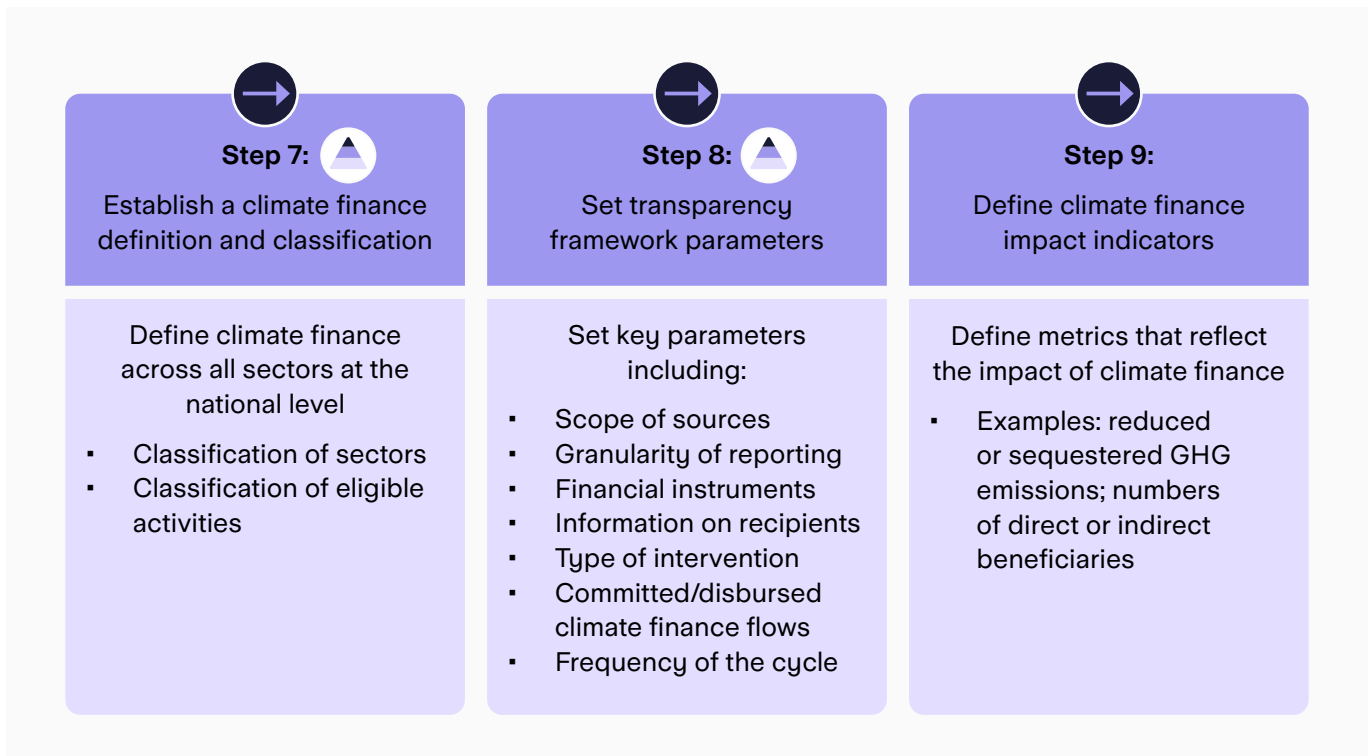 Step 7:
Establish a climate finance
definition and classification
Define climate finance
across all sectors at the
national level
▪ Classification of sectors
▪ Classification of eligible
activities
Step 8:
Set transparency
framework parameters
Set key parameters
including:
▪ Scope of sources
▪ Granularity of reporting
▪ Financial instruments
▪ Information on recipients
▪ Type of intervention
▪ Committed/disbursed
climate finance flows
▪ Frequency of the cycle
Step 9:
Define climate finance
impact indicators
Define metrics that reflect
the impact of climate finance
▪ Examples: reduced
or sequestered GHG
emissions; numbers
of direct or indirect
beneficiaries